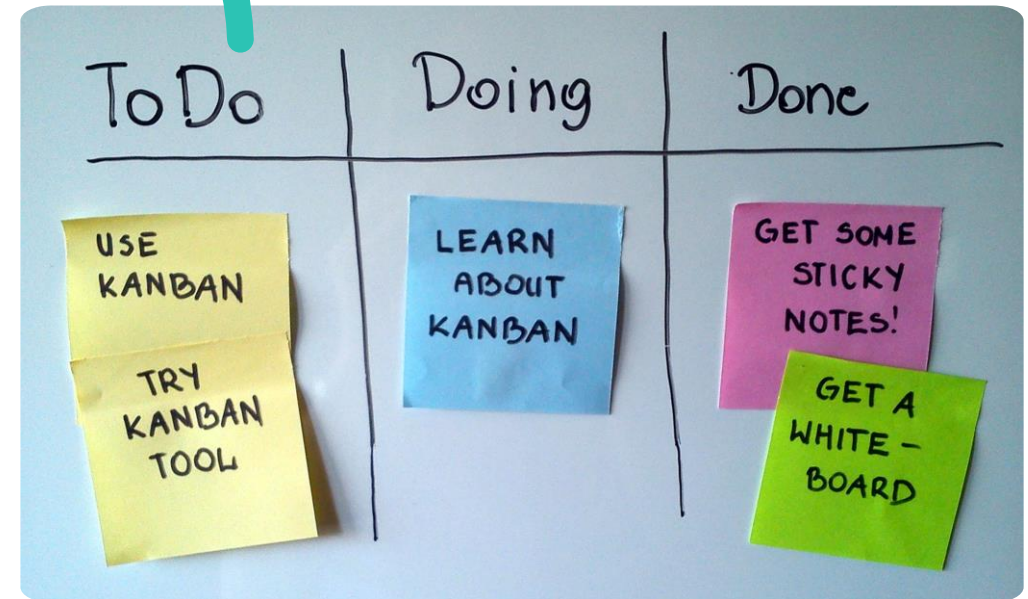 To Do
Doing
Done
USE
KANBAN
TRY
KANBAN
TOOL
LEARN
ABOUT
KANBAN
GET SOME
STICKY
NOTES!
GET A
WHITE -
BOARD